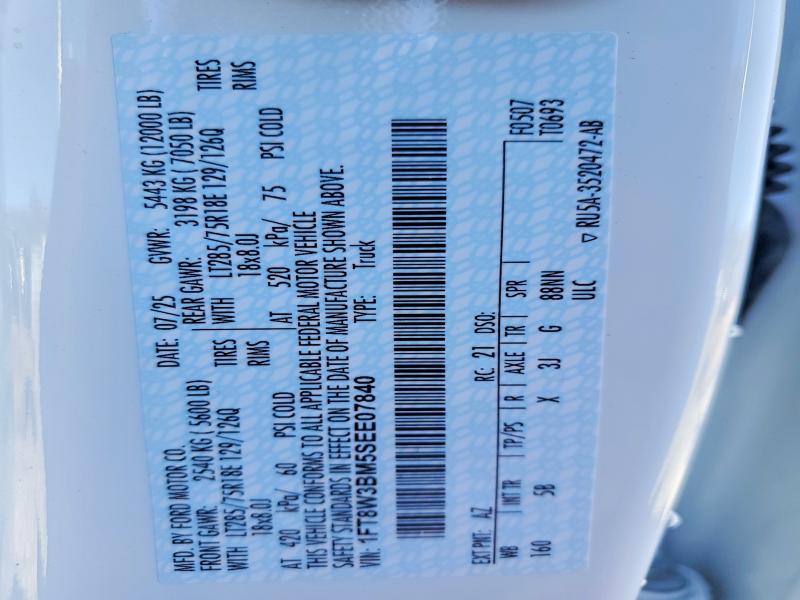 MFD. BY FORD MOTOR CO. DATE: 07/25 GVWR: 5443 KG (12000 LB)
FRONT GAWR: 2540 KG (5600 LB) REAR GAWR: 3198 KG (7050 LB)
WITH LT285/75R18E 129/126Q TIRES WITH LT285/75R18E 129/126Q TIRES
18x8.0J RIMS 18x8.0J RIMS
AT 420 kPa/ 60 PSI COLD AT 520 kPa/ 75 PSI COLD
THIS VEHICLE CONFORMS TO ALL APPLICABLE FEDERAL MOTOR VEHICLE
SAFETY STANDARDS IN EFFECT ON THE DATE OF MANUFACTURE SHOWN ABOVE.
VIN: 1FT8W3BM5SEE07840 TYPE: Truck
EXT PNT: AZ RC: 21 DSO: F0507
WB INT TR TP/PS R AXLE TR SPR T0693
160 5B X 3J G 88NN
ULC ▽ RU5A-3520472-AB